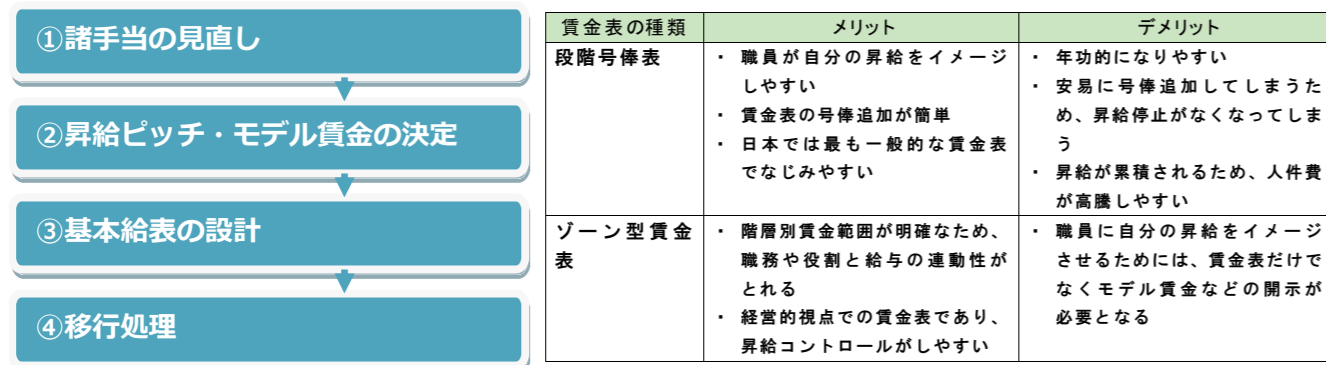 ①諸手当の見直し
②昇給ピッチ・モデル賃金の決定
③基本給表の設計
④移行処理
賃金表の種類
メリット
デメリット
段階号俸表
・ 職員が自分の昇給をイメージ
しやすい
・ 賃金表の号俸追加が簡単
・ 日本では最も一般的な賃金表
でなじみやすい
・ 年功的になりやすい
・ 安易に号俸追加してしまうた
め、昇給停止がなくなってしま
う
・ 昇給が累積されるため、人件費
が高騰しやすい
ゾーン型賃金
表
・ 階層別賃金範囲が明確なため、
職務や役割と給与の連動性が
とれる
・ 経営的視点での賃金表であり、
昇給コントロールがしやすい
・ 職員に自分の昇給をイメージ
させるためには、賃金表だけで
なくモデル賃金などの開示が
必要となる